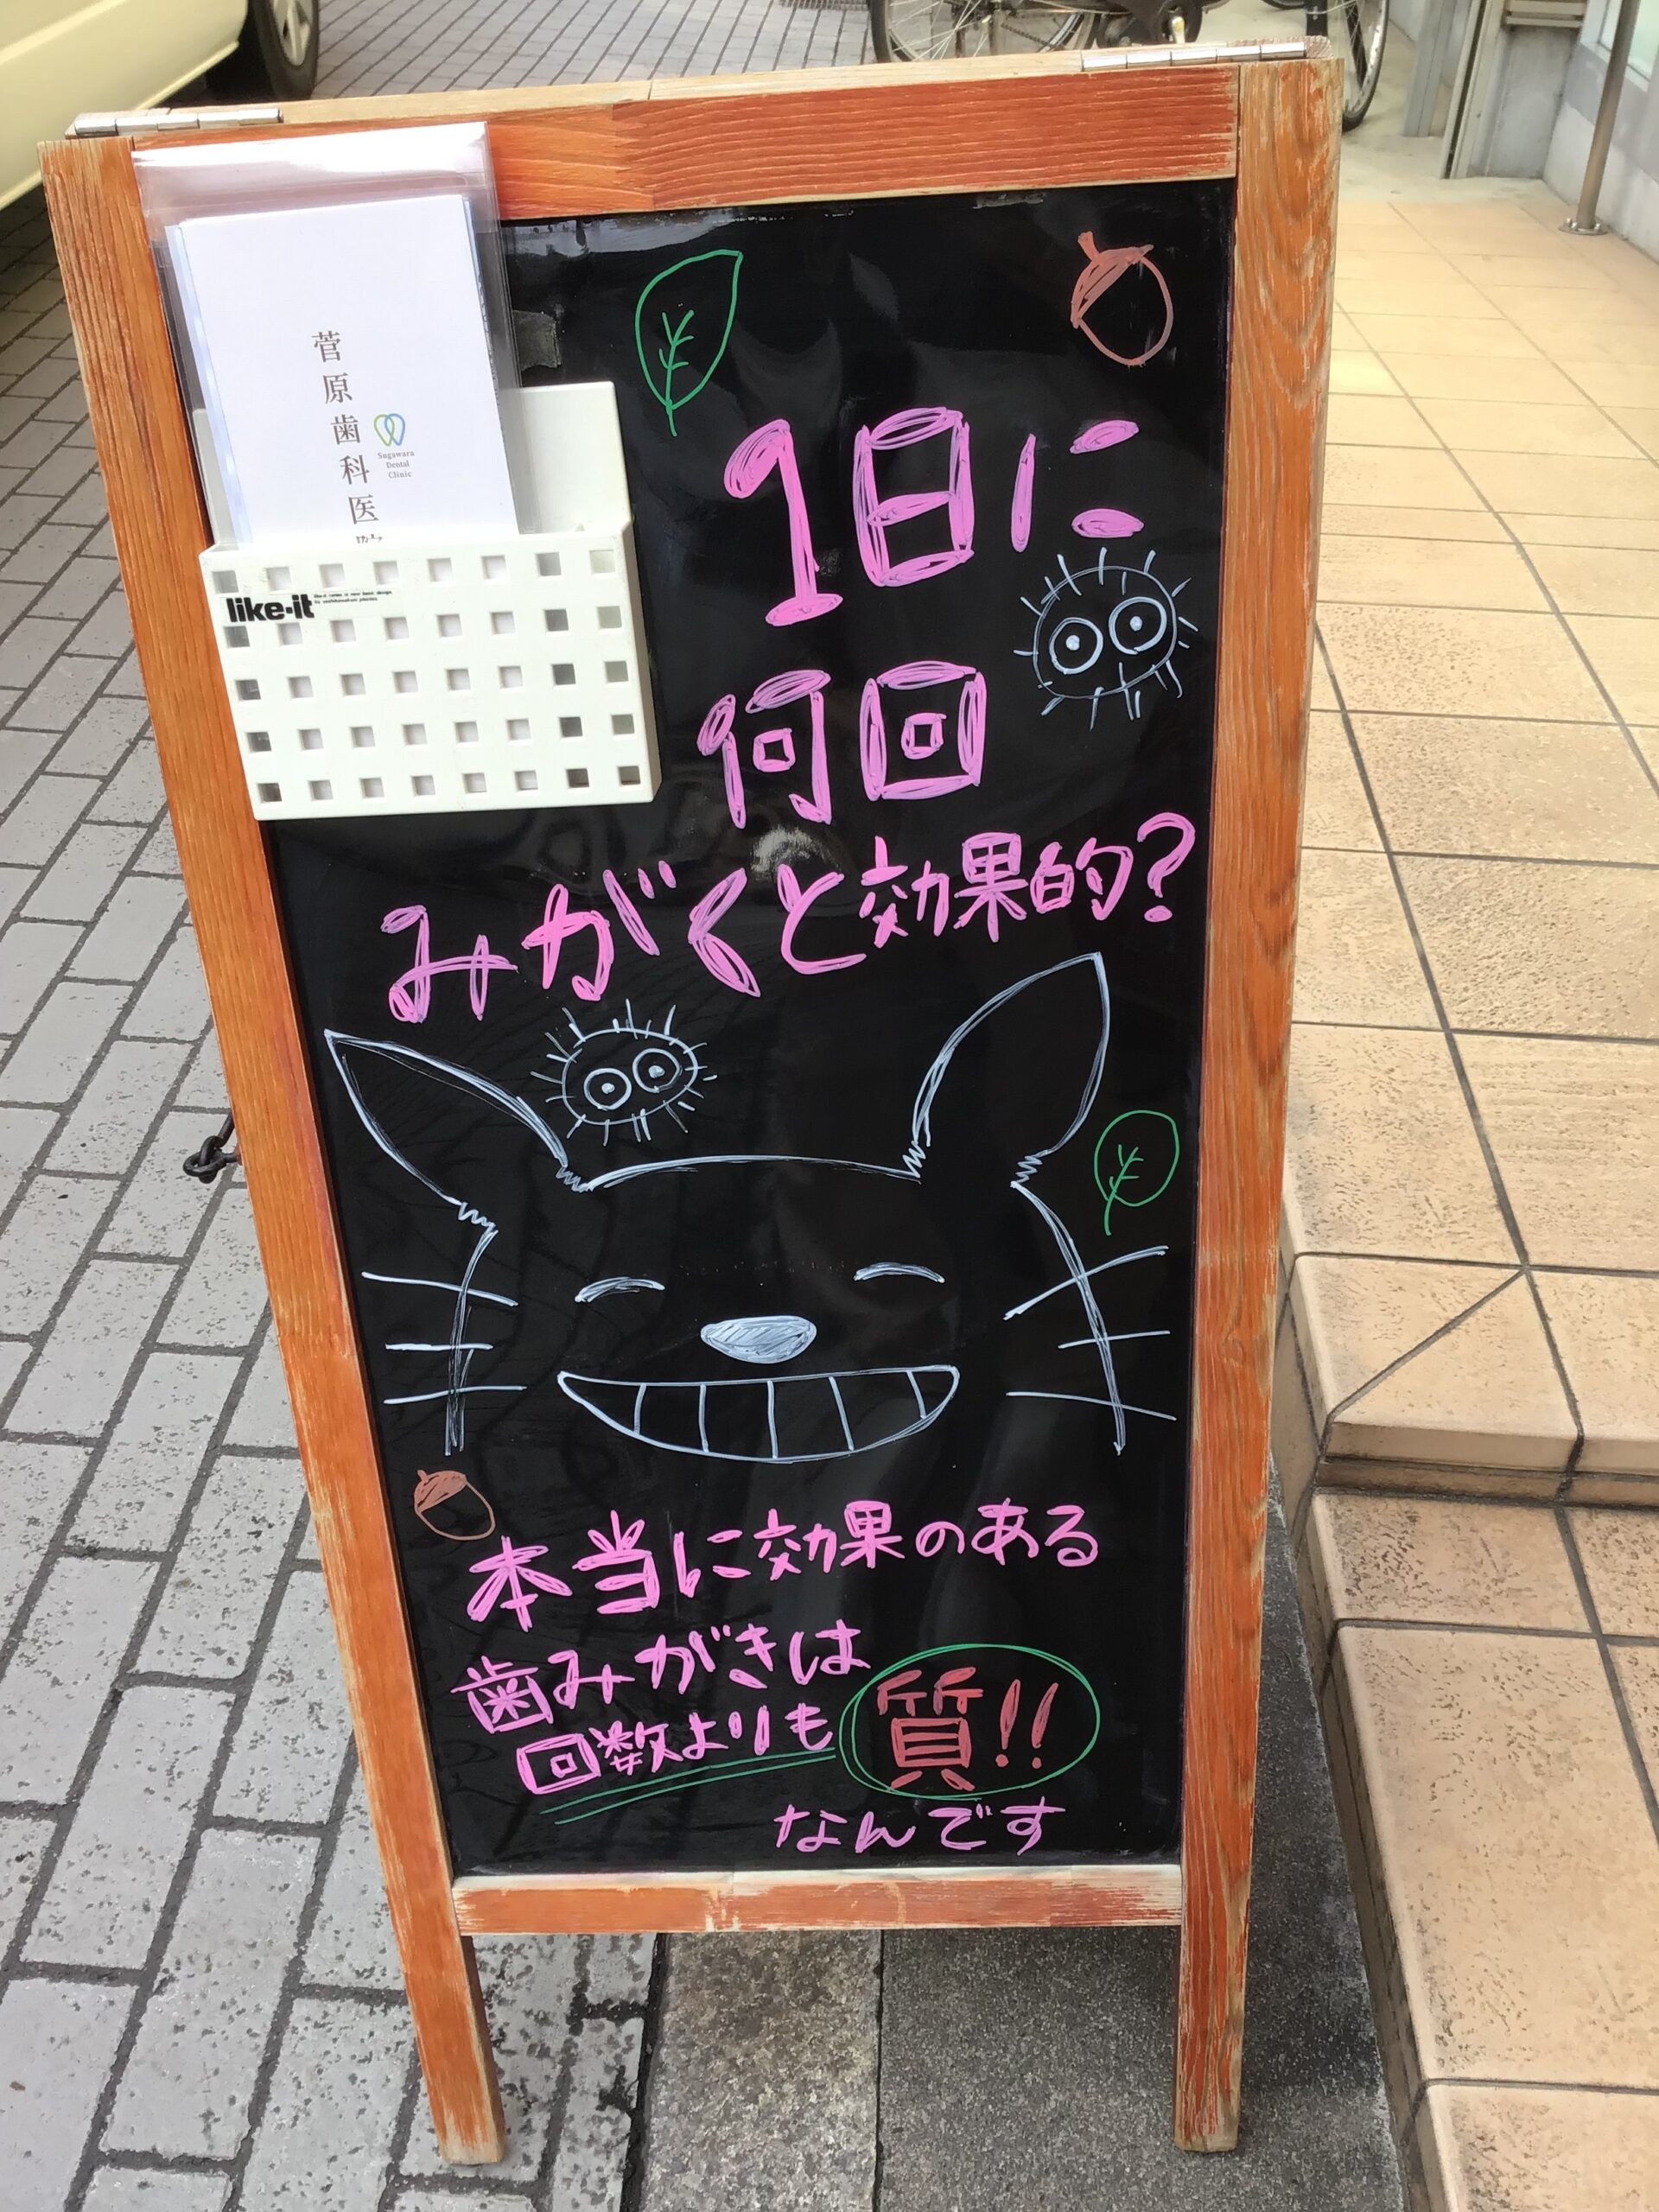 菅原歯科医院
Sugawara
Dental
Clinic
like-it
1日に
何回
みがくと効果的?
本当に効果のある
歯みがきは
回数よりも 質!!
なんです